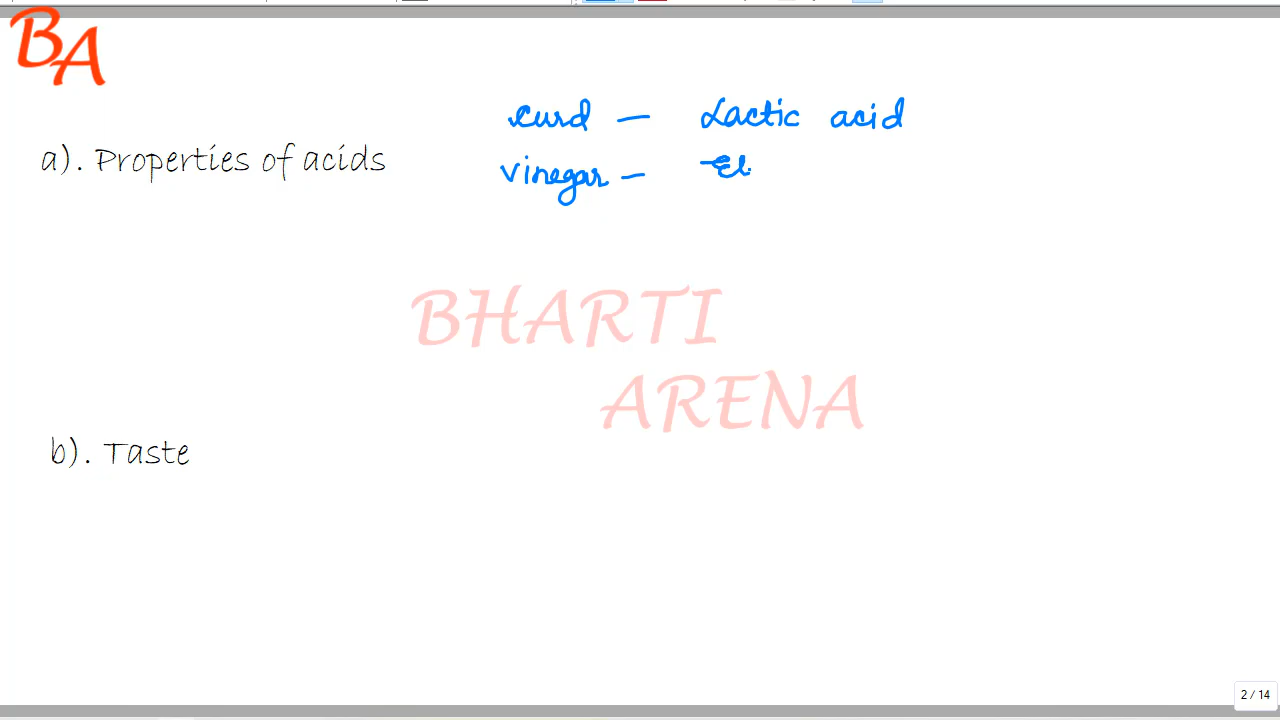 BA
curd — Lactic acid
a). Properties of acids
vinegar —
BHARTI
ARENA
b). Taste
2 / 14